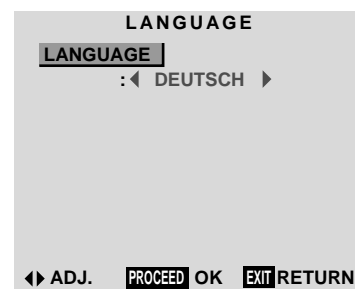 LANGUAGE
LANGUAGE
:◀ DEUTSCH ▶
◀▶ ADJ. PROCEED OK EXIT RETURN